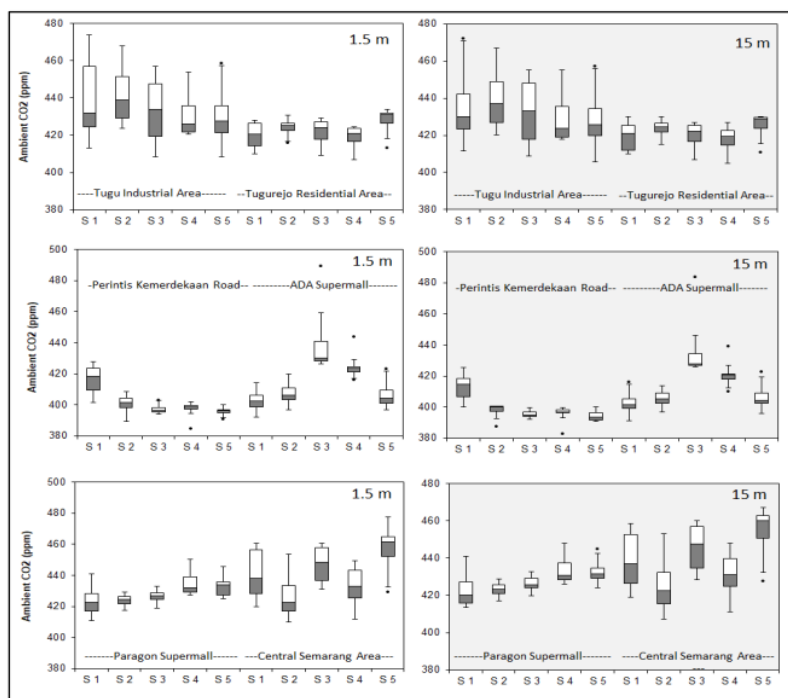 480
460
440
420
400
380
Ambient CO2 (ppm)
1.5 m
-----Tugu Industrial Area-------Tugurejo Residential Area
S 1 S 2 S 3 S 4 S 5 S 1 S 2 S 3 S 4 S 5
480
460
440
420
400
380
15 m
-----Tugu Industrial Area-------Tugurejo Residential Area
S 1 S 2 S 3 S 4 S 5 S 1 S 2 S 3 S 4 S 5
500
480
460
440
420
400
380
Ambient CO2 (ppm)
1.5 m
--Perintis Kemerdekaan Road-- ---------ADA Supermall---------
S 1 S 2 S 3 S 4 S 5 S 1 S 2 S 3 S 4 S 5
500
480
460
440
420
400
380
15 m
--Perintis Kemerdekaan Road-- ---------ADA Supermall---------
S 1 S 2 S 3 S 4 S 5 S 1 S 2 S 3 S 4 S 5
500
480
460
440
420
400
380
Ambient CO2 (ppm)
1.5 m
--------Paragon Supermall------- -----Central Semarang Area-----
S 1 S 2 S 3 S 4 S 5 S 1 S 2 S 3 S 4 S 5
480
460
440
420
400
380
15 m
--------Paragon Supermall------- -----Central Semarang Area-----
S 1 S 2 S 3 S 4 S 5 S 1 S 2 S 3 S 4 S 5